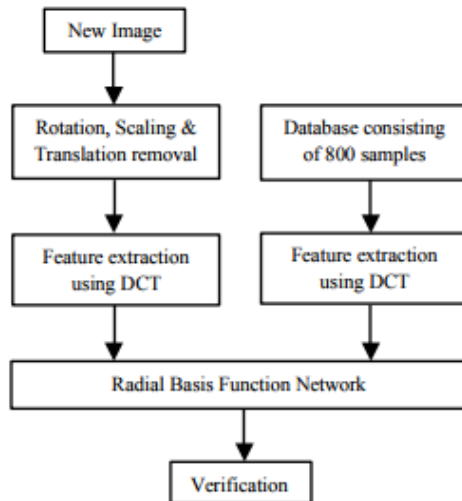 New Image
Rotation, Scaling &
Translation removal
Database consisting
of 800 samples
Feature extraction
using DCT
Feature extraction
using DCT
Radial Basis Function Network
Verification